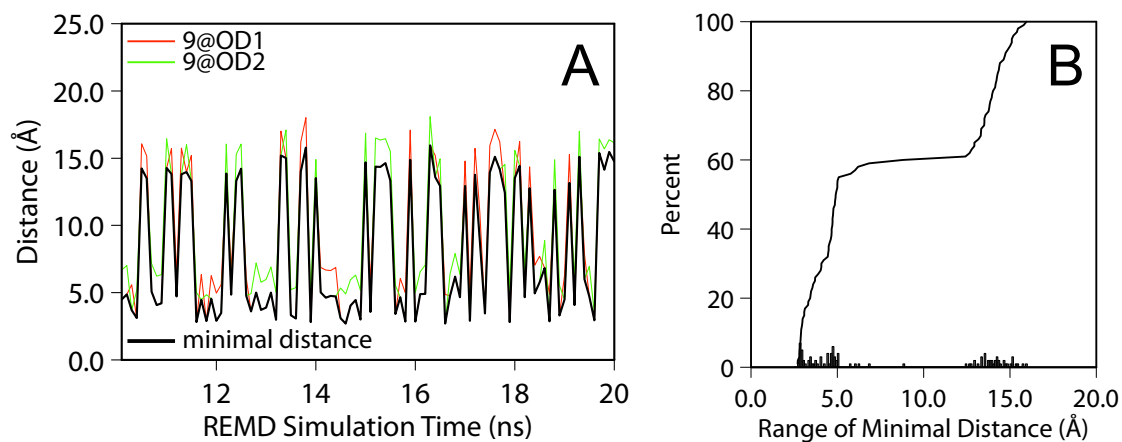 25.0
20.0
15.0
10.0
5.0
0.0
Distance (Å)
9@OD1
9@OD2
A
minimal distance
12
14
16
18
20
REMD Simulation Time (ns)
100
80
60
40
20
0
Percent
B
0.0
5.0
10.0
15.0
20.0
Range of Minimal Distance (Å)